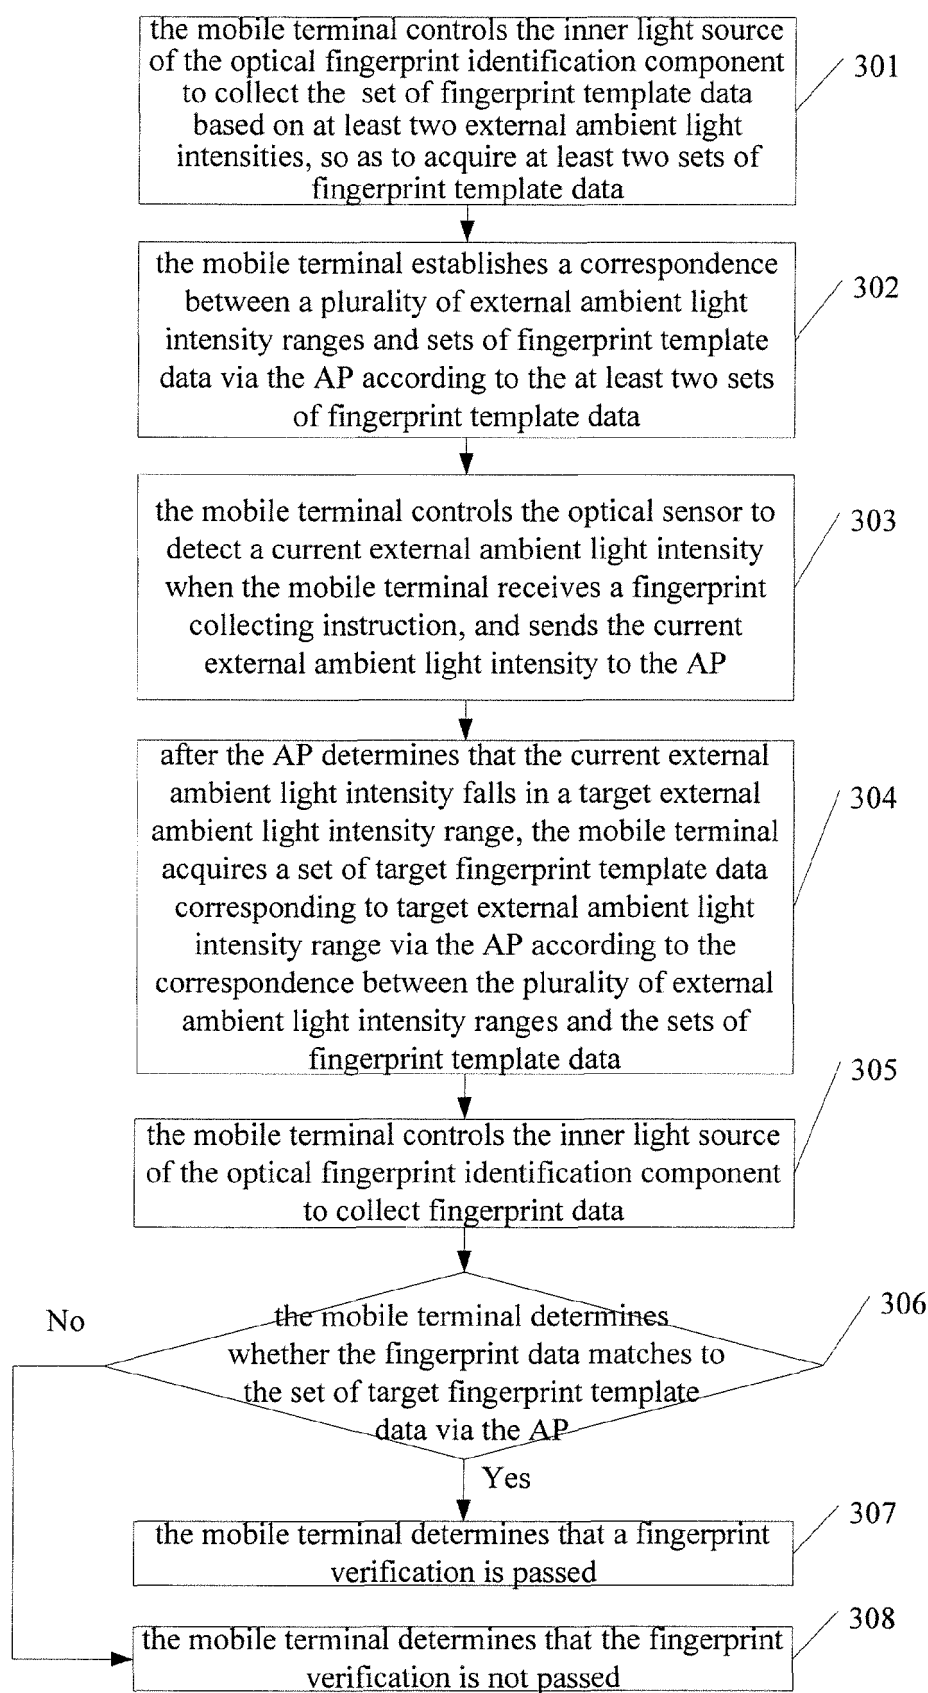 the mobile terminal controls the inner light source
of the optical fingerprint identification component
to collect the set of fingerprint template data
based on at least two external ambient light
intensities, so as to acquire at least two sets of
fingerprint template data
301
the mobile terminal establishes a correspondence
between a plurality of external ambient light
intensity ranges and sets of fingerprint template
data via the AP according to the at least two sets
of fingerprint template data
302
the mobile terminal controls the optical sensor to
detect a current external ambient light intensity
when the mobile terminal receives a fingerprint
collecting instruction, and sends the current
external ambient light intensity to the AP
303
after the AP determines that the current external
ambient light intensity falls in a target external
ambient light intensity range, the mobile terminal
acquires a set of target fingerprint template data
corresponding to target external ambient light
intensity range via the AP according to the
correspondence between the plurality of external
ambient light intensity ranges and the sets of
fingerprint template data
304
the mobile terminal controls the inner light source
of the optical fingerprint identification component
to collect fingerprint data
305
the mobile terminal determines
whether the fingerprint data matches to
the set of target fingerprint template
data via the AP
306
No
Yes
the mobile terminal determines that a fingerprint
verification is passed
307
the mobile terminal determines that the fingerprint
verification is not passed
308